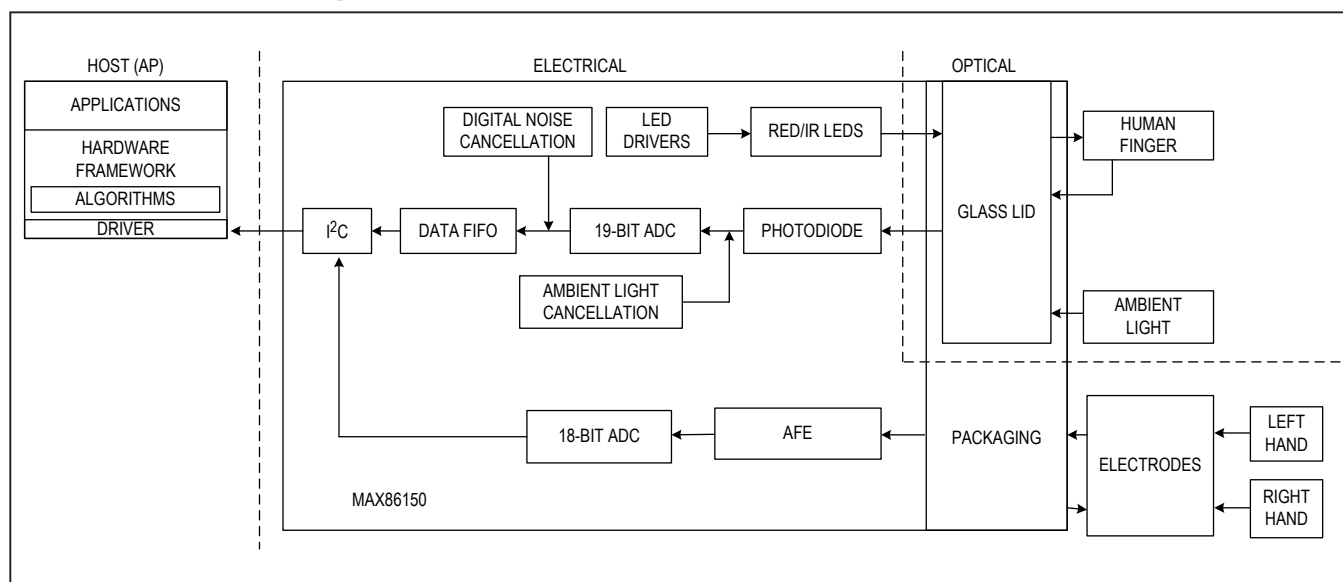 HOST (AP)
ELECTRICAL
OPTICAL
APPLICATIONS
HARDWARE
FRAMEWORK
ALGORITHMS
DRIVER
DIGITAL NOISE
CANCELLATION
LED
DRIVERS
RED/IR LEDS
HUMAN
FINGER
GLASS LID
I²C
DATA FIFO
19-BIT ADC
PHOTODIODE
AMBIENT LIGHT
CANCELLATION
AMBIENT
LIGHT
18-BIT ADC
AFE
PACKAGING
ELECTRODES
LEFT
HAND
RIGHT
HAND
MAX86150